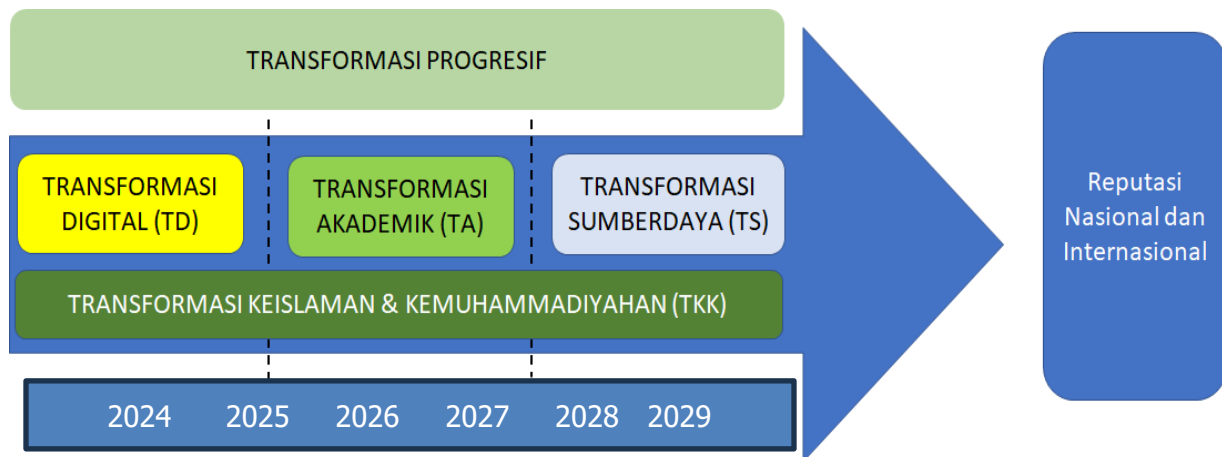 TRANSFORMASI PROGRESIF
TRANSFORMASI
DIGITAL (TD)
TRANSFORMASI
AKADEMIK (TA)
TRANSFORMASI
SUMBERDAYA (TS)
TRANSFORMASI KEISLAMAN & KEMUHAMMADIYAHAN (TKK)
2024 2025 2026 2027 2028 2029
Reputasi
Nasional dan
Internasional